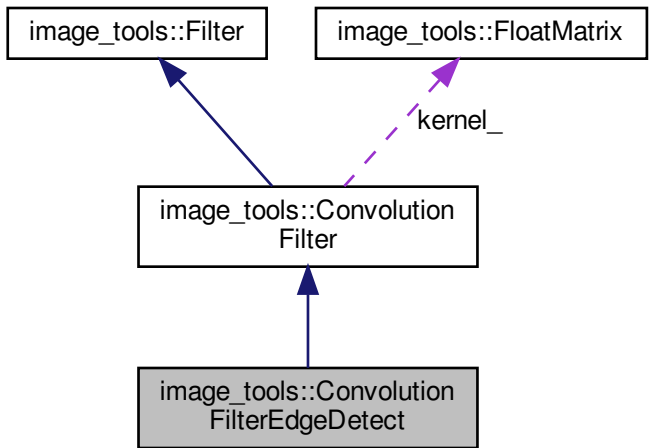 image_tools::Filter
image_tools::FloatMatrix
kernel_
image_tools::Convolution
Filter
image_tools::Convolution
FilterEdgeDetect